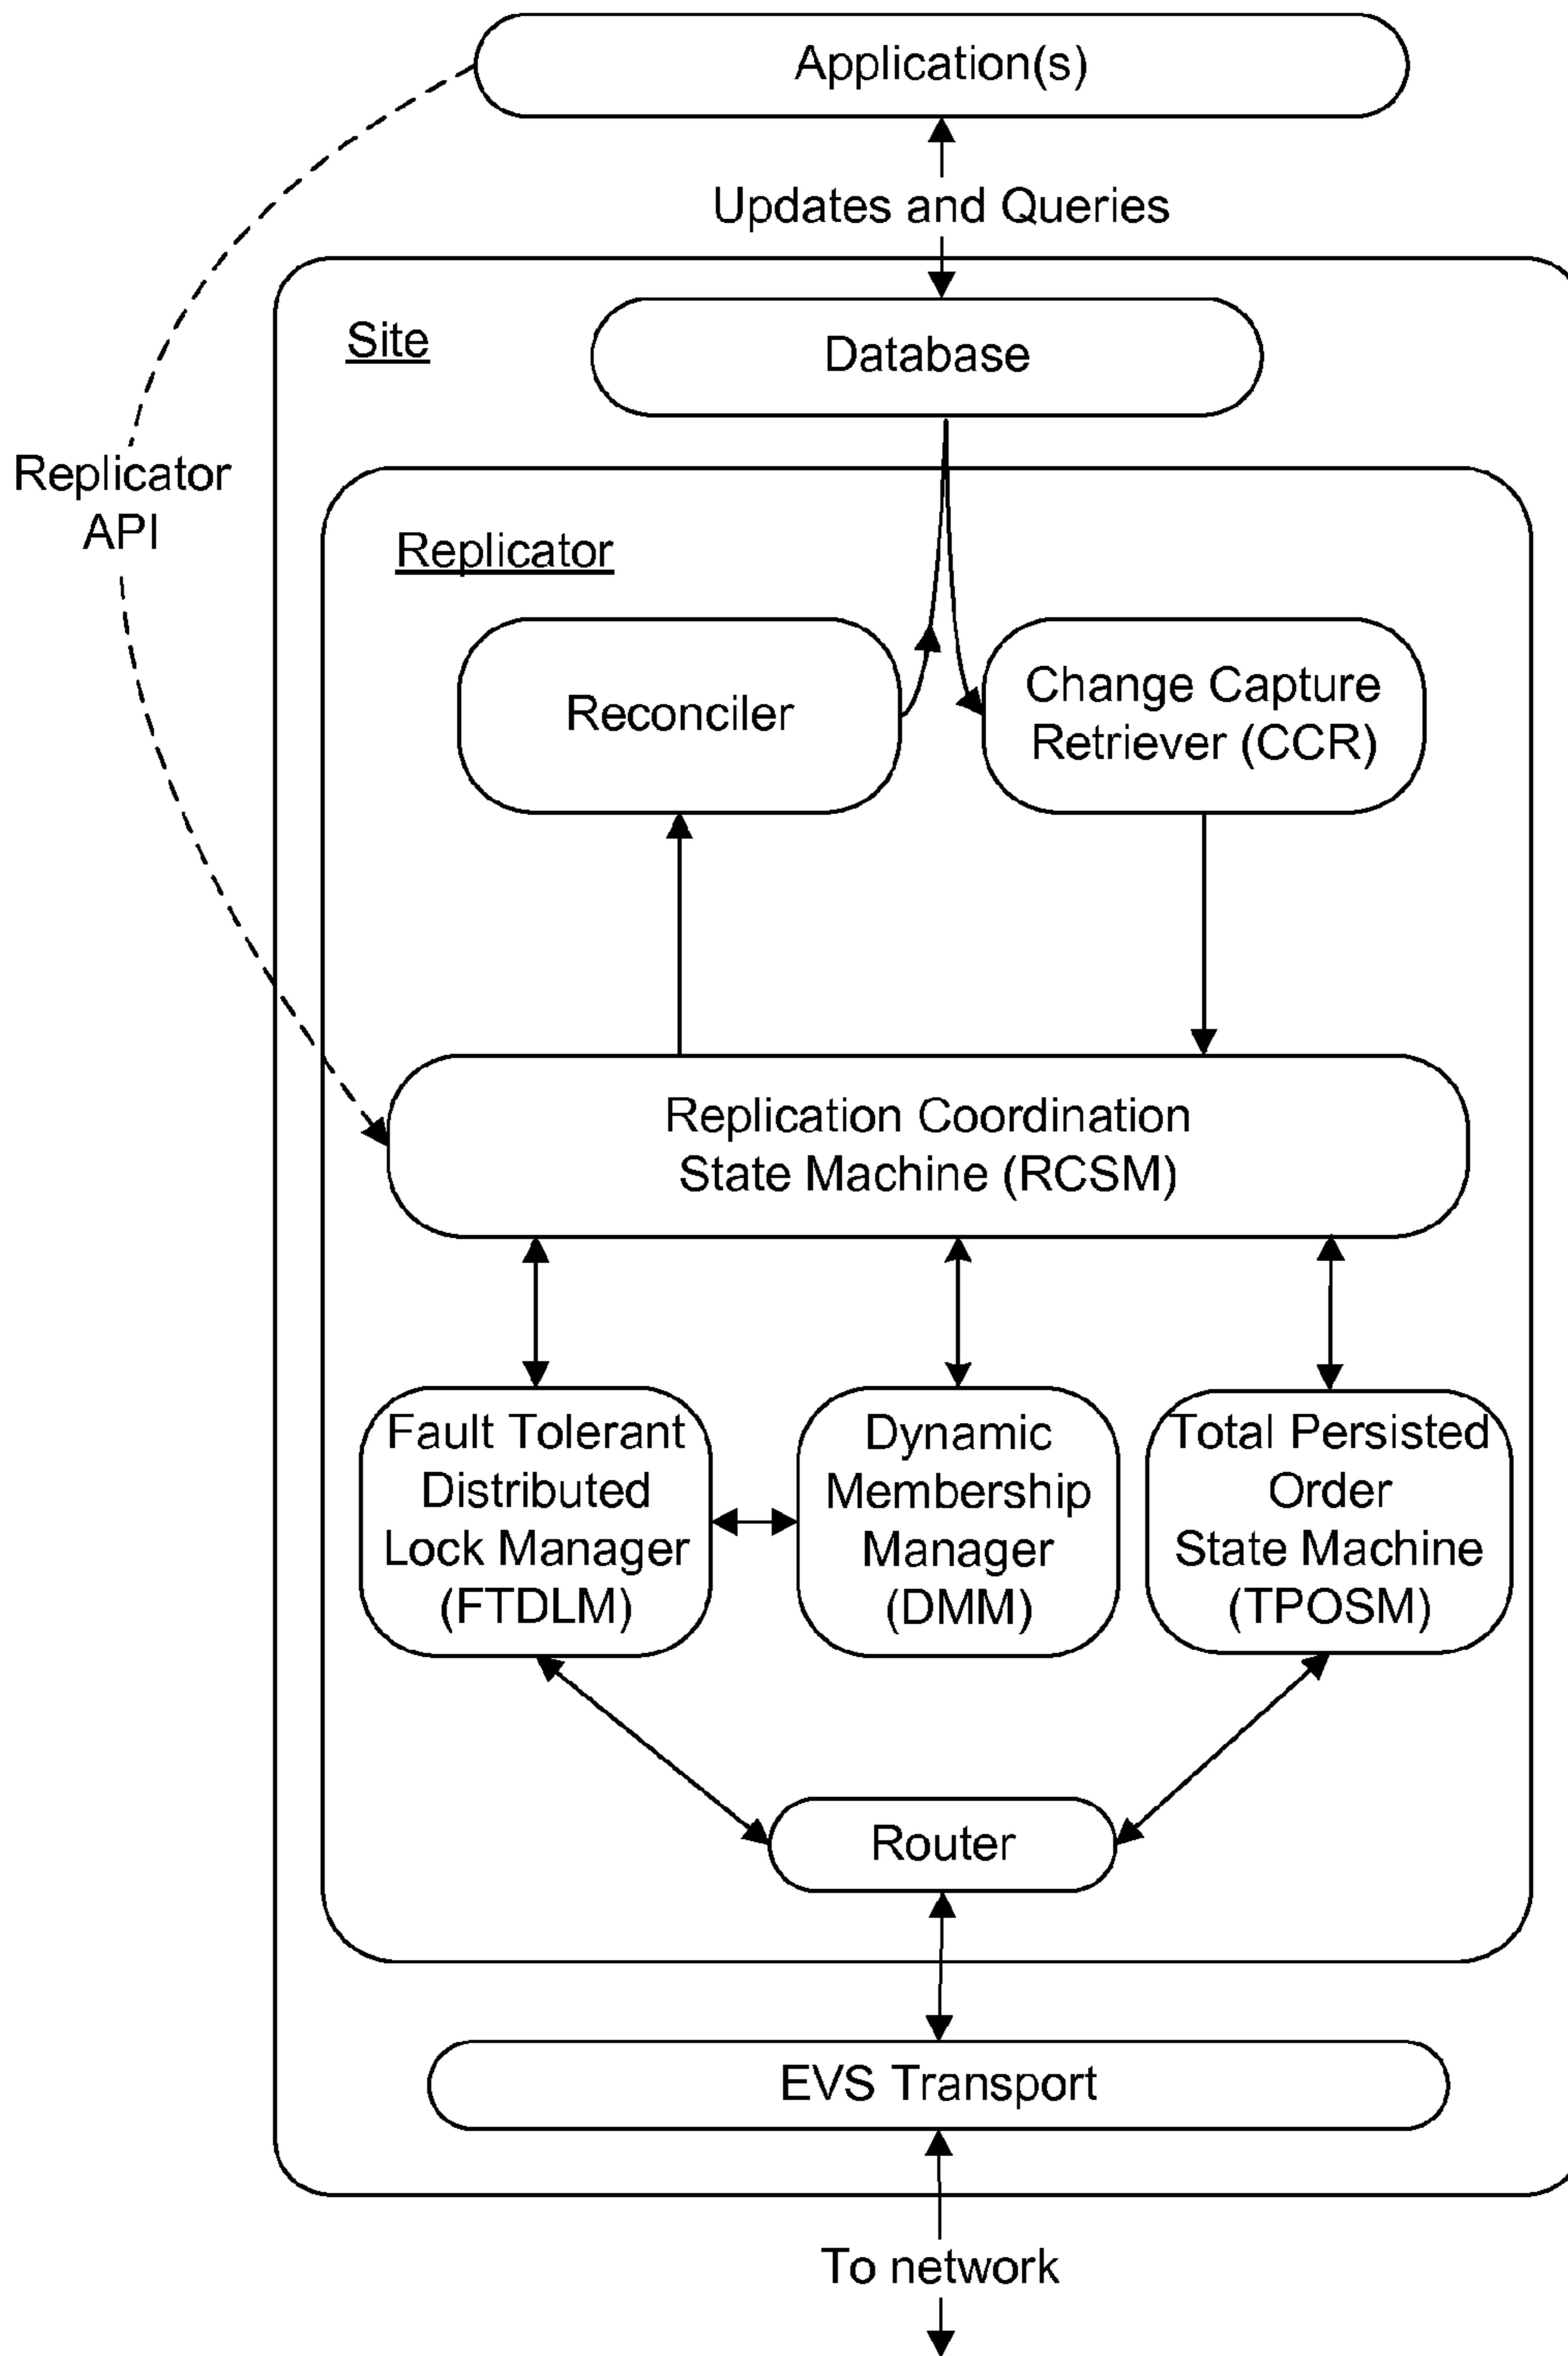 Application(s)
Updates and Queries
Site
Database
Replicator
API
Replicator
Reconciler
Change Capture
Retriever (CCR)
Replication Coordination
State Machine (RCSM)
Fault Tolerant
Distributed
Lock Manager
(FTDLM)
Dynamic
Membership
Manager
(DMM)
Total Persisted
Order
State Machine
(TPOSM)
Router
EVS Transport
To network